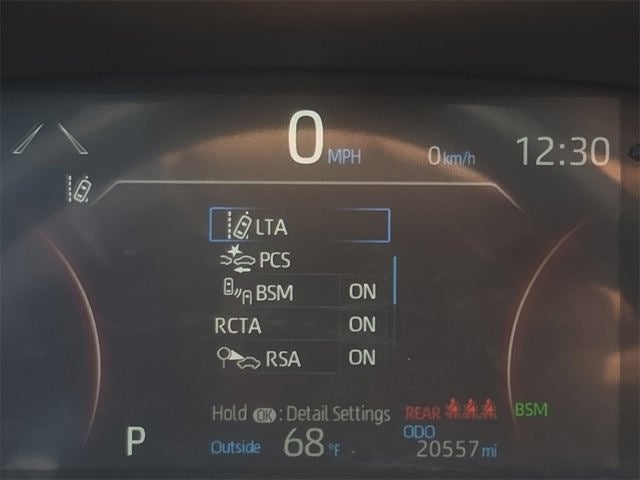 0 MPH 0 km/h 12:30
LTA
PCS
BSM ON
RCTA ON
RSA ON
Hold OK : Detail Settings REAR BSM
P Outside 68 °F ODO 20557 mi